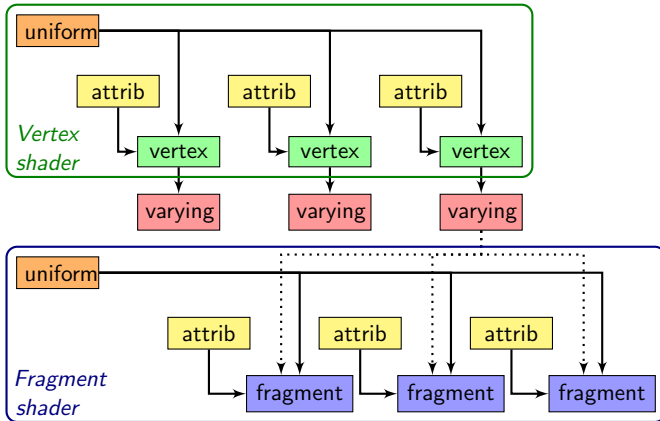 uniform
attrib
attrib
attrib
Vertex
shader
vertex
vertex
vertex
varying
varying
varying
uniform
attrib
attrib
attrib
Fragment
shader
fragment
fragment
fragment